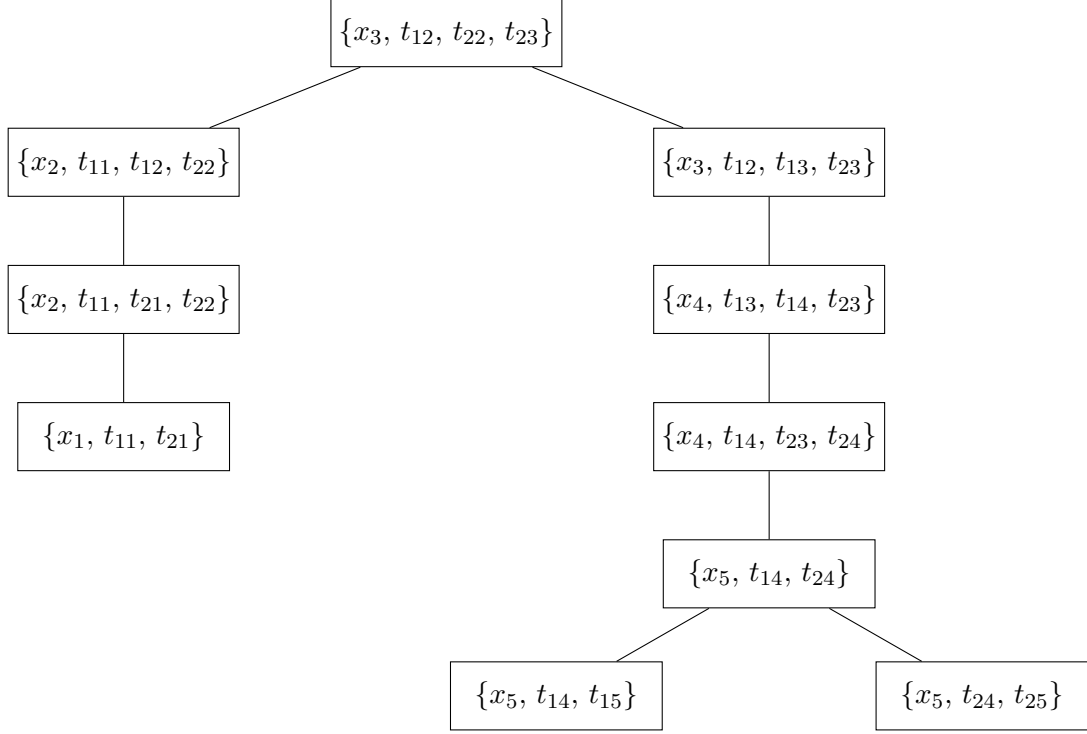 {x₃, t₁₂, t₂₂, t₂₃}
{x₂, t₁₁, t₁₂, t₂₂}
{x₃, t₁₂, t₁₃, t₂₃}
{x₂, t₁₁, t₂₁, t₂₂}
{x₄, t₁₃, t₁₄, t₂₃}
{x₁, t₁₁, t₂₁}
{x₄, t₁₄, t₂₃, t₂₄}
{x₅, t₁₄, t₂₄}
{x₅, t₁₄, t₁₅}
{x₅, t₂₄, t₂₅}